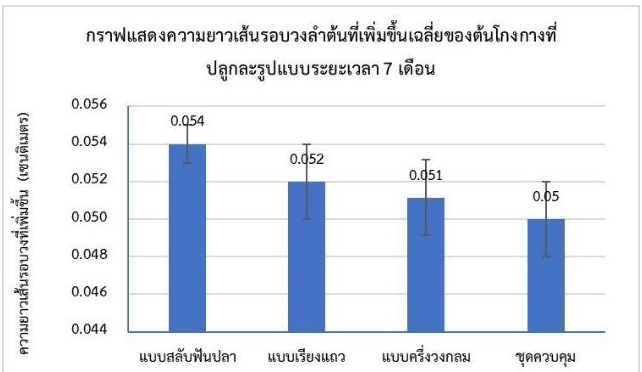 กราฟแสดงความยาวเส้นรอบวงลำต้นที่เพิ่มขึ้นเฉลี่ยของต้นโกงกางที่
ปลูกละรูปแบบระยะเวลา 7 เดือน
ความยาวเส้นรอบวงที่เพิ่มขึ้น (เซนติเมตร)
0.056
0.054
0.052
0.050
0.048
0.046
0.044
0.054
0.052
0.051
0.05
แบบสลับฟันปลา แบบเรียงแถว แบบครึ่งวงกลม ชุดควบคุม